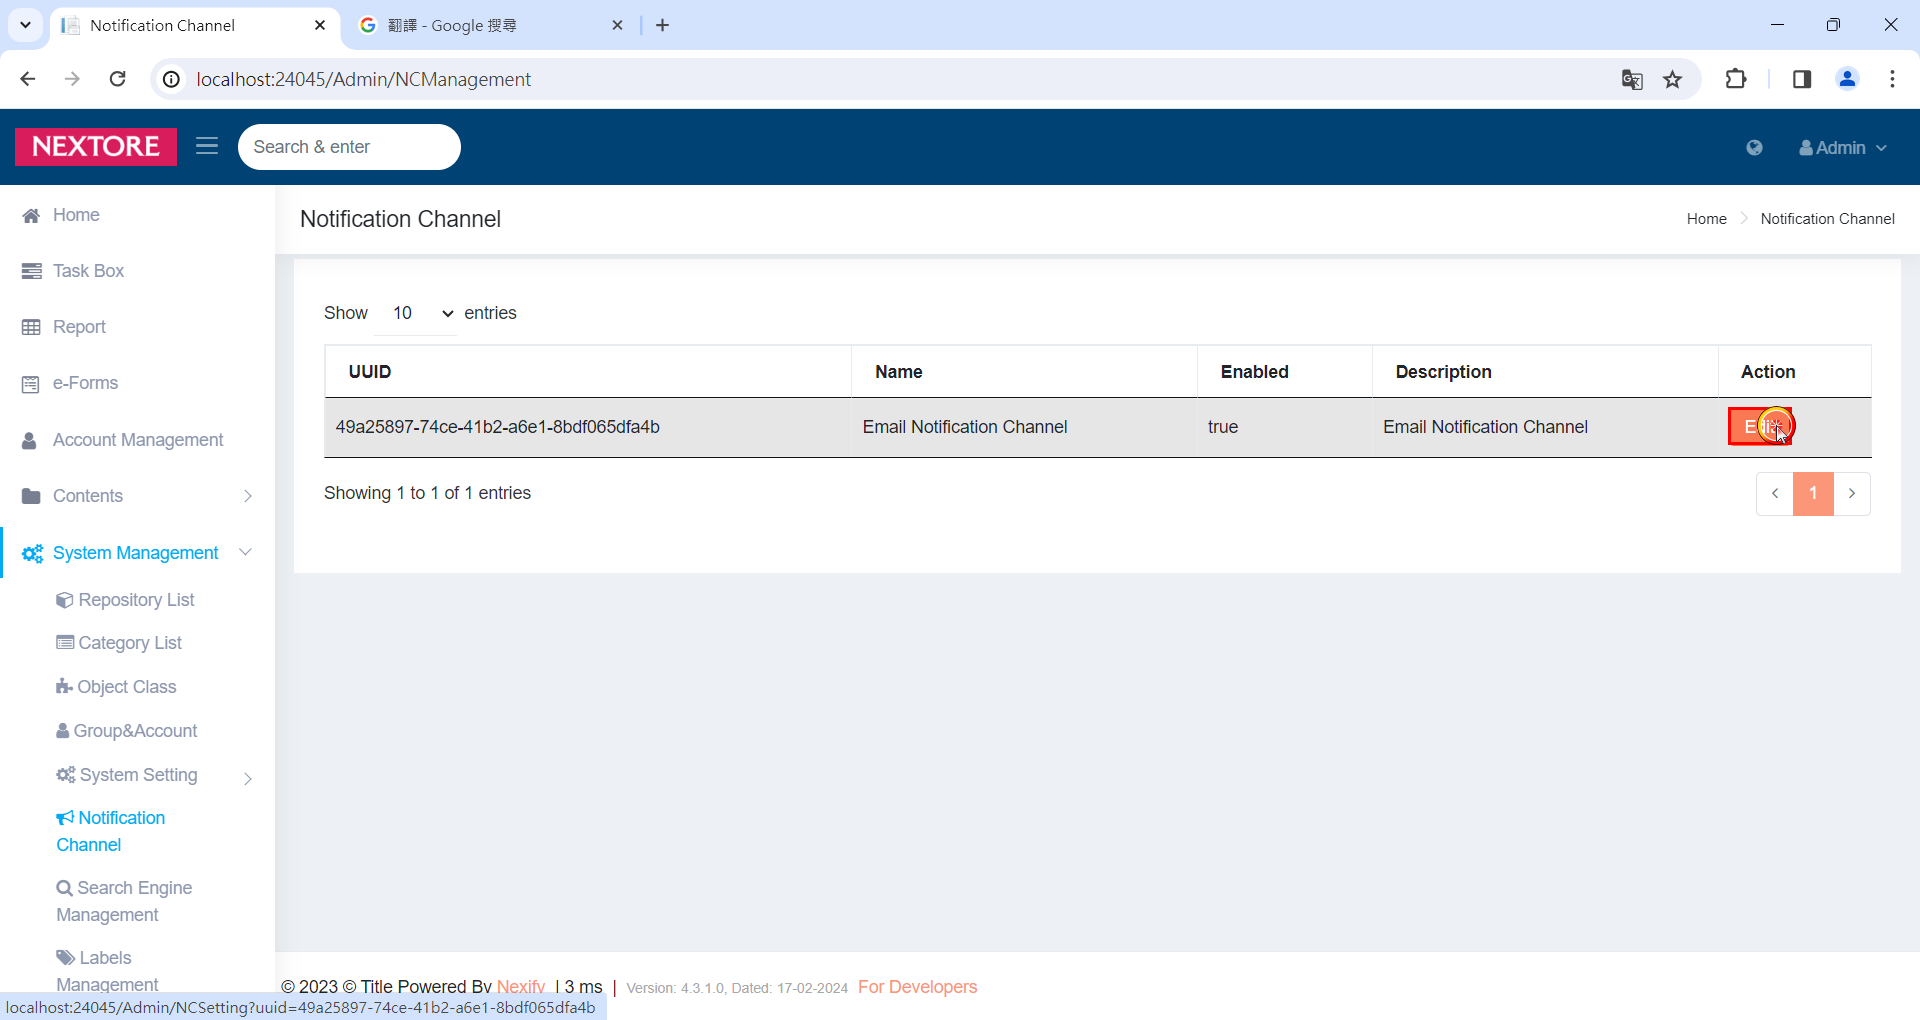 Notification Channel
翻譯 - Google 搜尋
localhost:24045/Admin/NCManagement
NEXTORE
Search & enter
Admin
Home
Task Box
Report
e-Forms
Account Management
Contents
System Management
Repository List
Category List
Object Class
Group&Account
System Setting
Notification
Channel
Search Engine
Management
Labels
Management
Notification Channel
Home
Notification Channel
Show 10 entries
UUID Name Enabled Description Action
49a25897-74ce-41b2-a6e1-8bdf065dfa4b Email Notification Channel true Email Notification Channel
Showing 1 to 1 of 1 entries
1
© 2023 © Title Powered By Nexify | 3 ms | Version: 4.3.1.0, Dated: 17-02-2024 For Developers
localhost:24045/Admin/NCSetting?uuid=49a25897-74ce-41b2-a6e1-8bdf065dfa4b